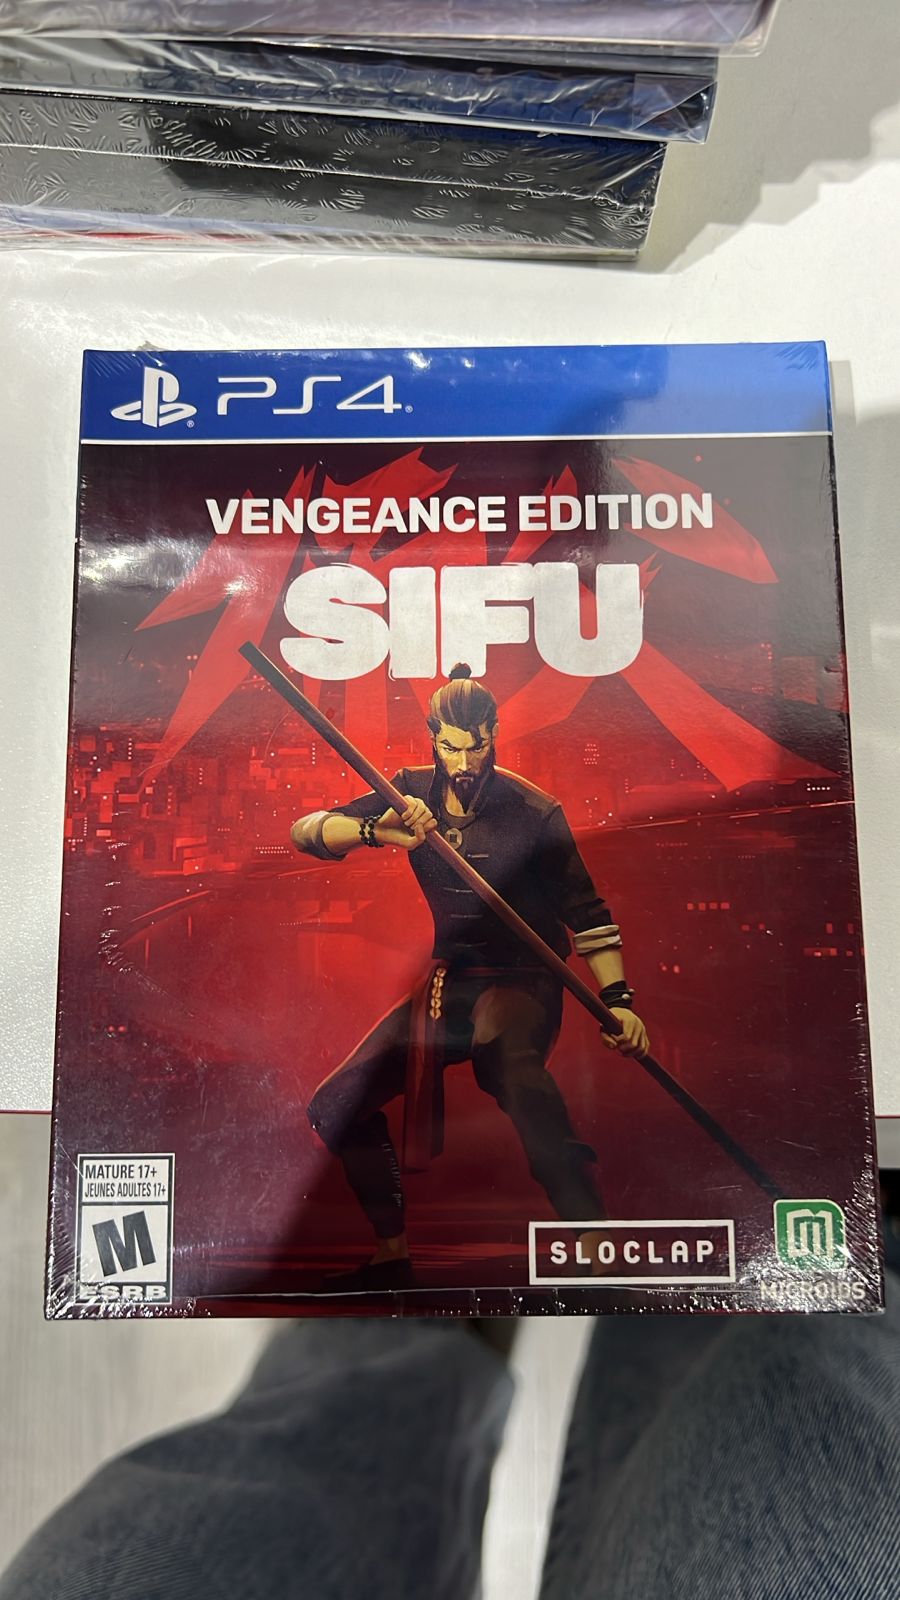 PS4
VENGEANCE EDITION
SIFU
MATURE 17+
JEUNES ADULTES 17+
M
ESRB
SLOCLAP
MICROIDS